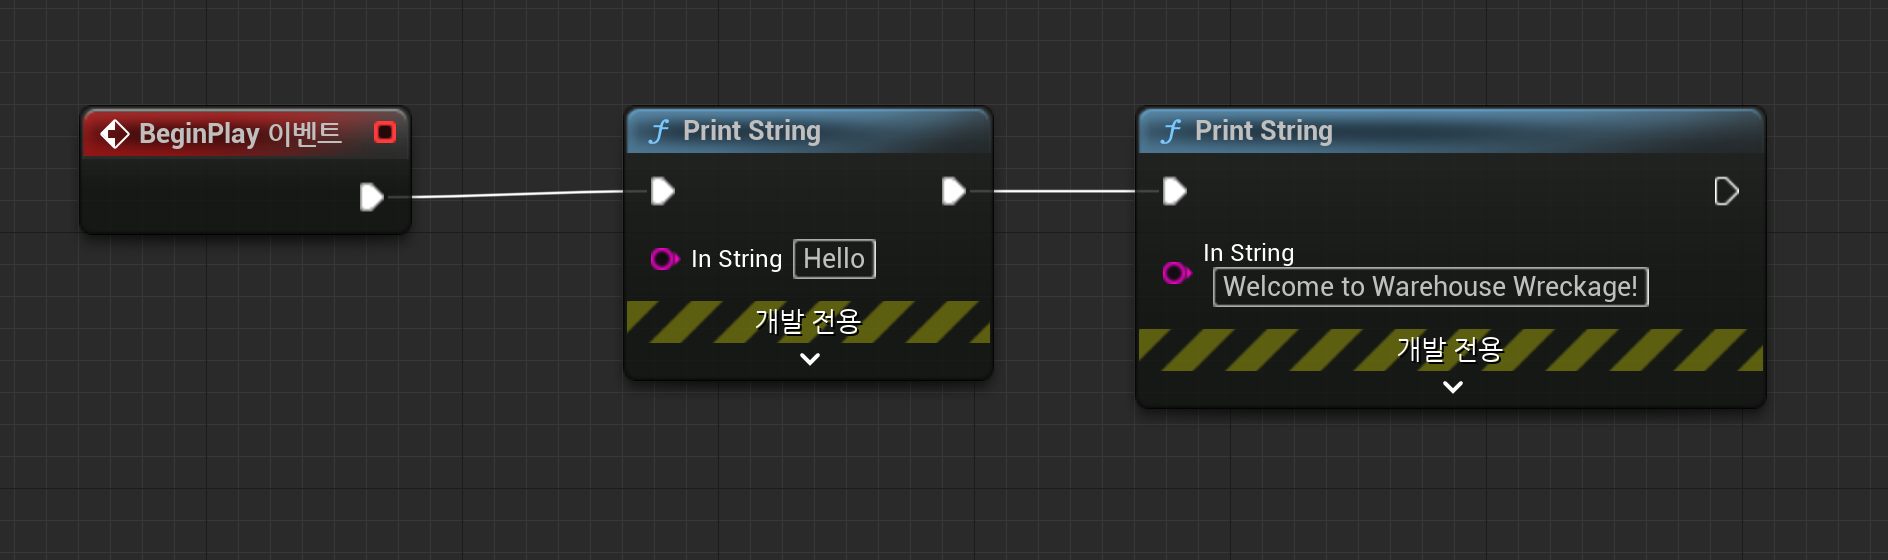 BeginPlay 이벤트
Print String
In String Hello
개발 전용
Print String
In String
Welcome to Warehouse Wreckage!
개발 전용